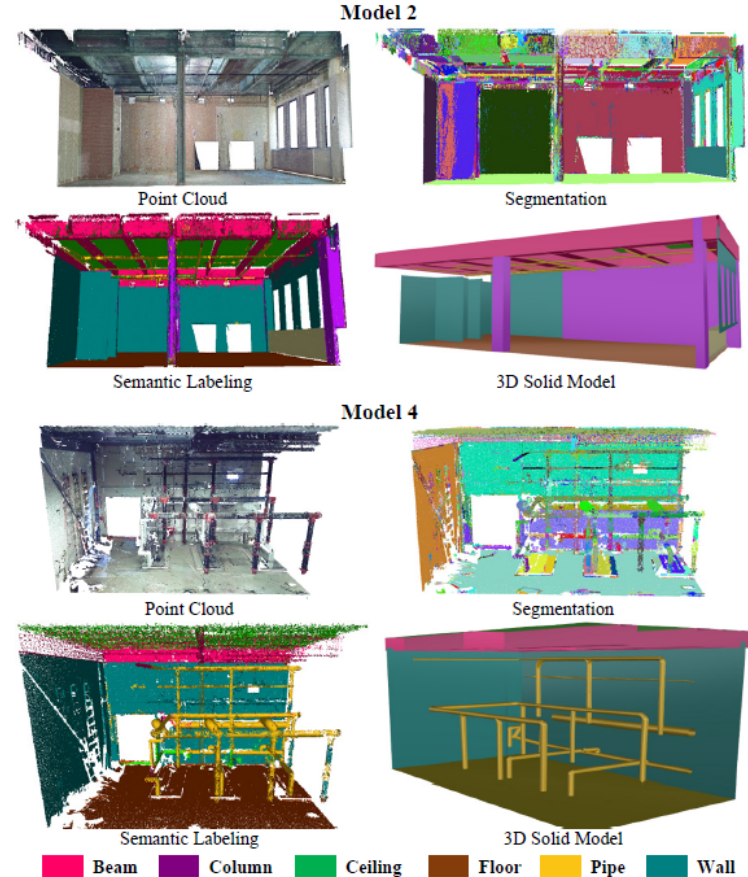 Model 2
Point Cloud
Segmentation
Semantic Labeling
3D Solid Model
Model 4
Point Cloud
Segmentation
Semantic Labeling
3D Solid Model
Beam Column Ceiling Floor Pipe Wall